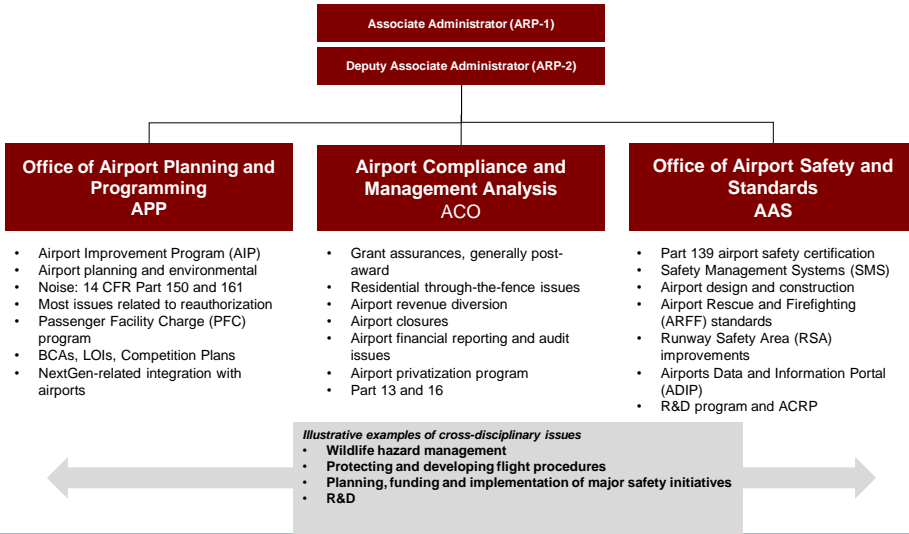 Associate Administrator (ARP-1)
Deputy Associate Administrator (ARP-2)
Office of Airport Planning and
Programming
APP
• Airport Improvement Program (AIP)
• Airport planning and environmental
• Noise: 14 CFR Part 150 and 161
• Most issues related to reauthorization
• Passenger Facility Charge (PFC)
program
• BCAs, LOIs, Competition Plans
• NextGen-related integration with
airports
Airport Compliance and
Management Analysis
ACO
• Grant assurances, generally post-
award
• Residential through-the-fence issues
• Airport revenue diversion
• Airport closures
• Airport financial reporting and audit
issues
• Airport privatization program
• Part 13 and 16
Office of Airport Safety and
Standards
AAS
• Part 139 airport safety certification
• Safety Management Systems (SMS)
• Airport design and construction
• Airport Rescue and Firefighting
(ARFF) standards
• Runway Safety Area (RSA)
improvements
• Airports Data and Information Portal
(ADIP)
• R&D program and ACRP
Illustrative examples of cross-disciplinary issues
• Wildlife hazard management
• Protecting and developing flight procedures
• Planning, funding and implementation of major safety initiatives
• R&D